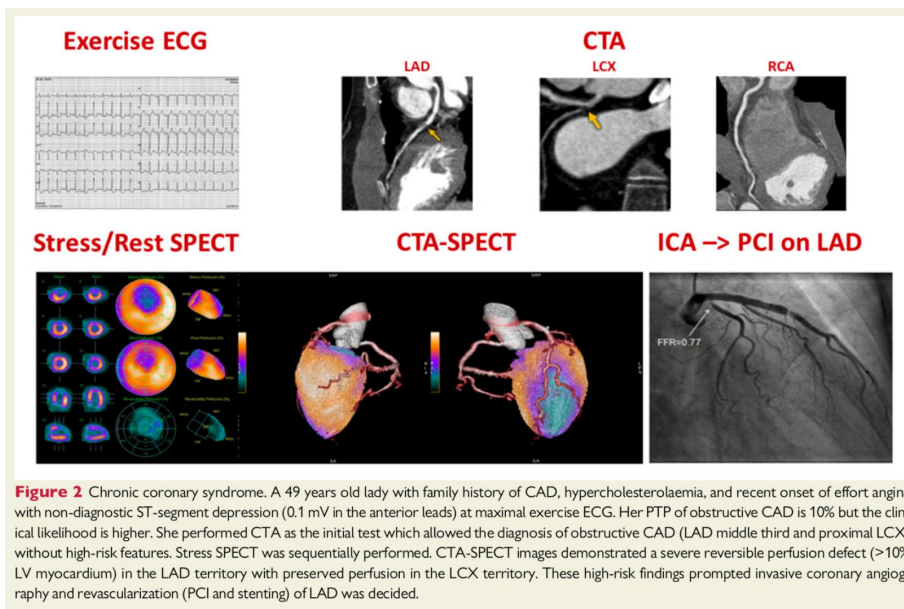 Exercise ECG
CTA
LAD
LCX
RCA
Stress/Rest SPECT
CTA-SPECT
ICA –> PCI on LAD
FFR=0.77
Figure 2 Chronic coronary syndrome. A 49 years old lady with family history of CAD, hypercholesterolaemia, and recent onset of effort angin
with non-diagnostic ST-segment depression (0.1 mV in the anterior leads) at maximal exercise ECG. Her PTP of obstructive CAD is 10% but the clin
ical likelihood is higher. She performed CTA as the initial test which allowed the diagnosis of obstructive CAD (LAD middle third and proximal LCX
without high-risk features. Stress SPECT was sequentially performed. CTA-SPECT images demonstrated a severe reversible perfusion defect (>10%
LV myocardium) in the LAD territory with preserved perfusion in the LCX territory. These high-risk findings prompted invasive coronary angiog
raphy and revascularization (PCI and stenting) of LAD was decided.